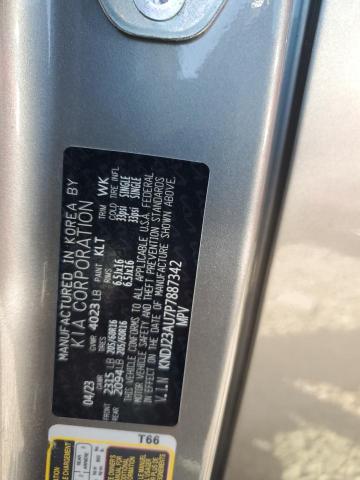 MANUFACTURED IN KOREA BY
KIA CORPORATION
GVWR 4023 LB PAINT KLT TRIM WK
04/23 GAWR TIRES RIMS COLD TIRE INFL
FRONT 2335 LB 205/60R16 6.5Jx16 33psi SINGLE
REAR 2094 LB 205/60R16 6.5Jx16 33psi SINGLE
THIS VEHICLE CONFORMS TO ALL APPLICABLE U.S.A. FEDERAL
MOTOR VEHICLE SAFETY AND THEFT PREVENTION STANDARDS
IN EFFECT ON THE DATE OF MANUFACTURE SHOWN ABOVE.
V.I.N KNDJ23AU7P7887342
MPV
T66